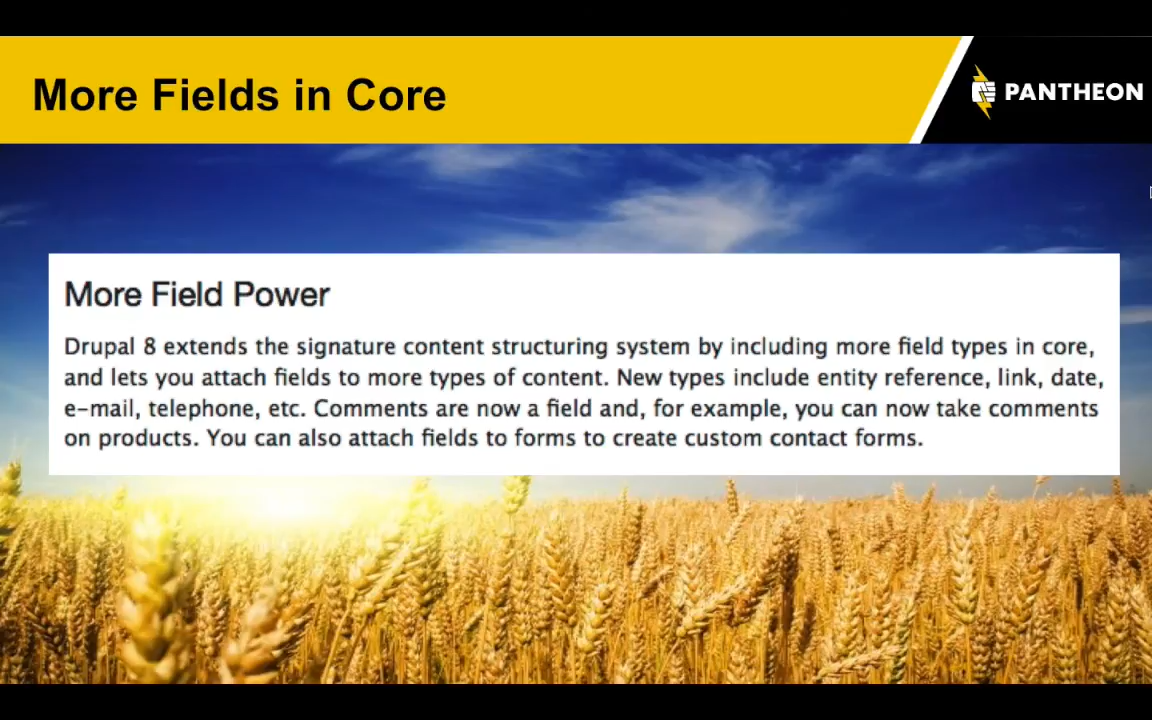 More Fields in Core
PANTHEON
More Field Power
Drupal 8 extends the signature content structuring system by including more field types in core,
and lets you attach fields to more types of content. New types include entity reference, link, date,
e-mail, telephone, etc. Comments are now a field and, for example, you can now take comments
on products. You can also attach fields to forms to create custom contact forms.